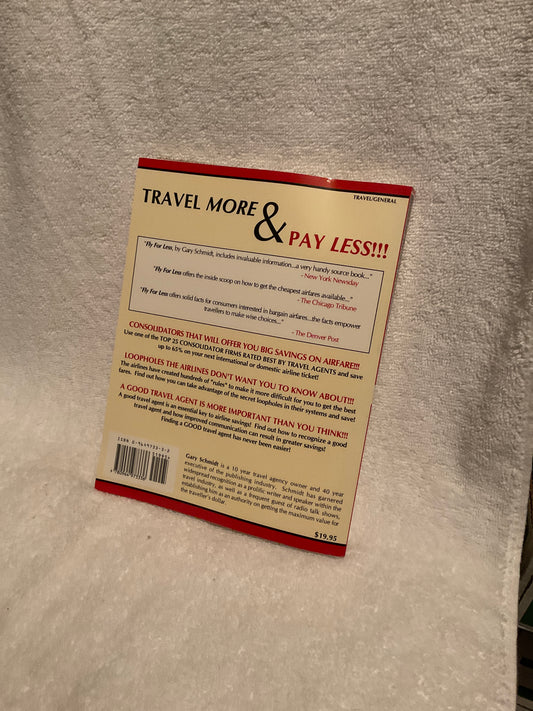 TRAVEL/GENERAL
TRAVEL MORE
& PAY LESS!!!
"Fly For Less, by Gary Schmidt, includes invaluable information...a very handy source book..."
- New York Newsday
"Fly For Less offers the inside scoop on how to get the cheapest airfares available..."
- The Chicago Tribune
"Fly For Less offers solid facts for consumers interested in bargain airfares...the facts empower
travellers to make wise choices..."
- The Denver Post
CONSOLIDATORS THAT WILL OFFER YOU BIG SAVINGS ON AIRFARE!!!
Use one of the TOP 25 CONSOLIDATOR FIRMS RATED BEST BY TRAVEL AGENTS and save
up to 65% on your next international or domestic airline ticket!
LOOPHOLES THE AIRLINES DON'T WANT YOU TO KNOW ABOUT!!!
The airlines have created hundreds of "rules" to make it more difficult for you to get the best
fares. Find out how you can take advantage of the secret loopholes in their systems and save!
A GOOD TRAVEL AGENT IS MORE IMPORTANT THAN YOU THINK!!!
A good travel agent is an essential key to airline savings! Find out how to recognize a good
travel agent and how improved communication can result in greater savings!
Finding a GOOD travel agent has never been easier!
Gary Schmidt is a 10 year travel agency owner and 40 year
executive of the publishing industry. Schmidt has garnered
widespread recognition as a prolific writer and speaker within the
travel industry, as well as a frequent guest of radio talk shows,
establishing him as an authority on getting the maximum value for
the traveller's dollar.
$19.95